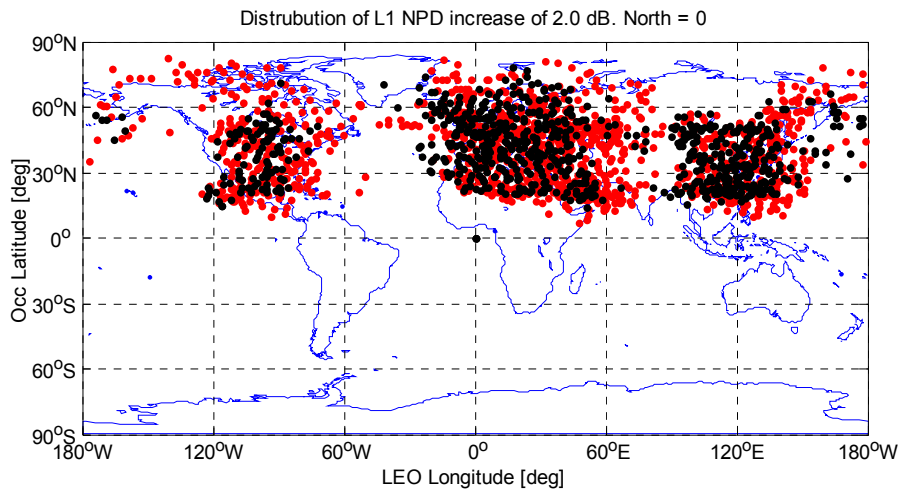 Distrubution of L1 NPD increase of 2.0 dB. North = 0
90°N
60°N
30°N
0°
30°S
60°S
90°S
Occ Latitude [deg]
180°W
120°W
60°W
0°
60°E
120°E
180°W
LEO Longitude [deg]